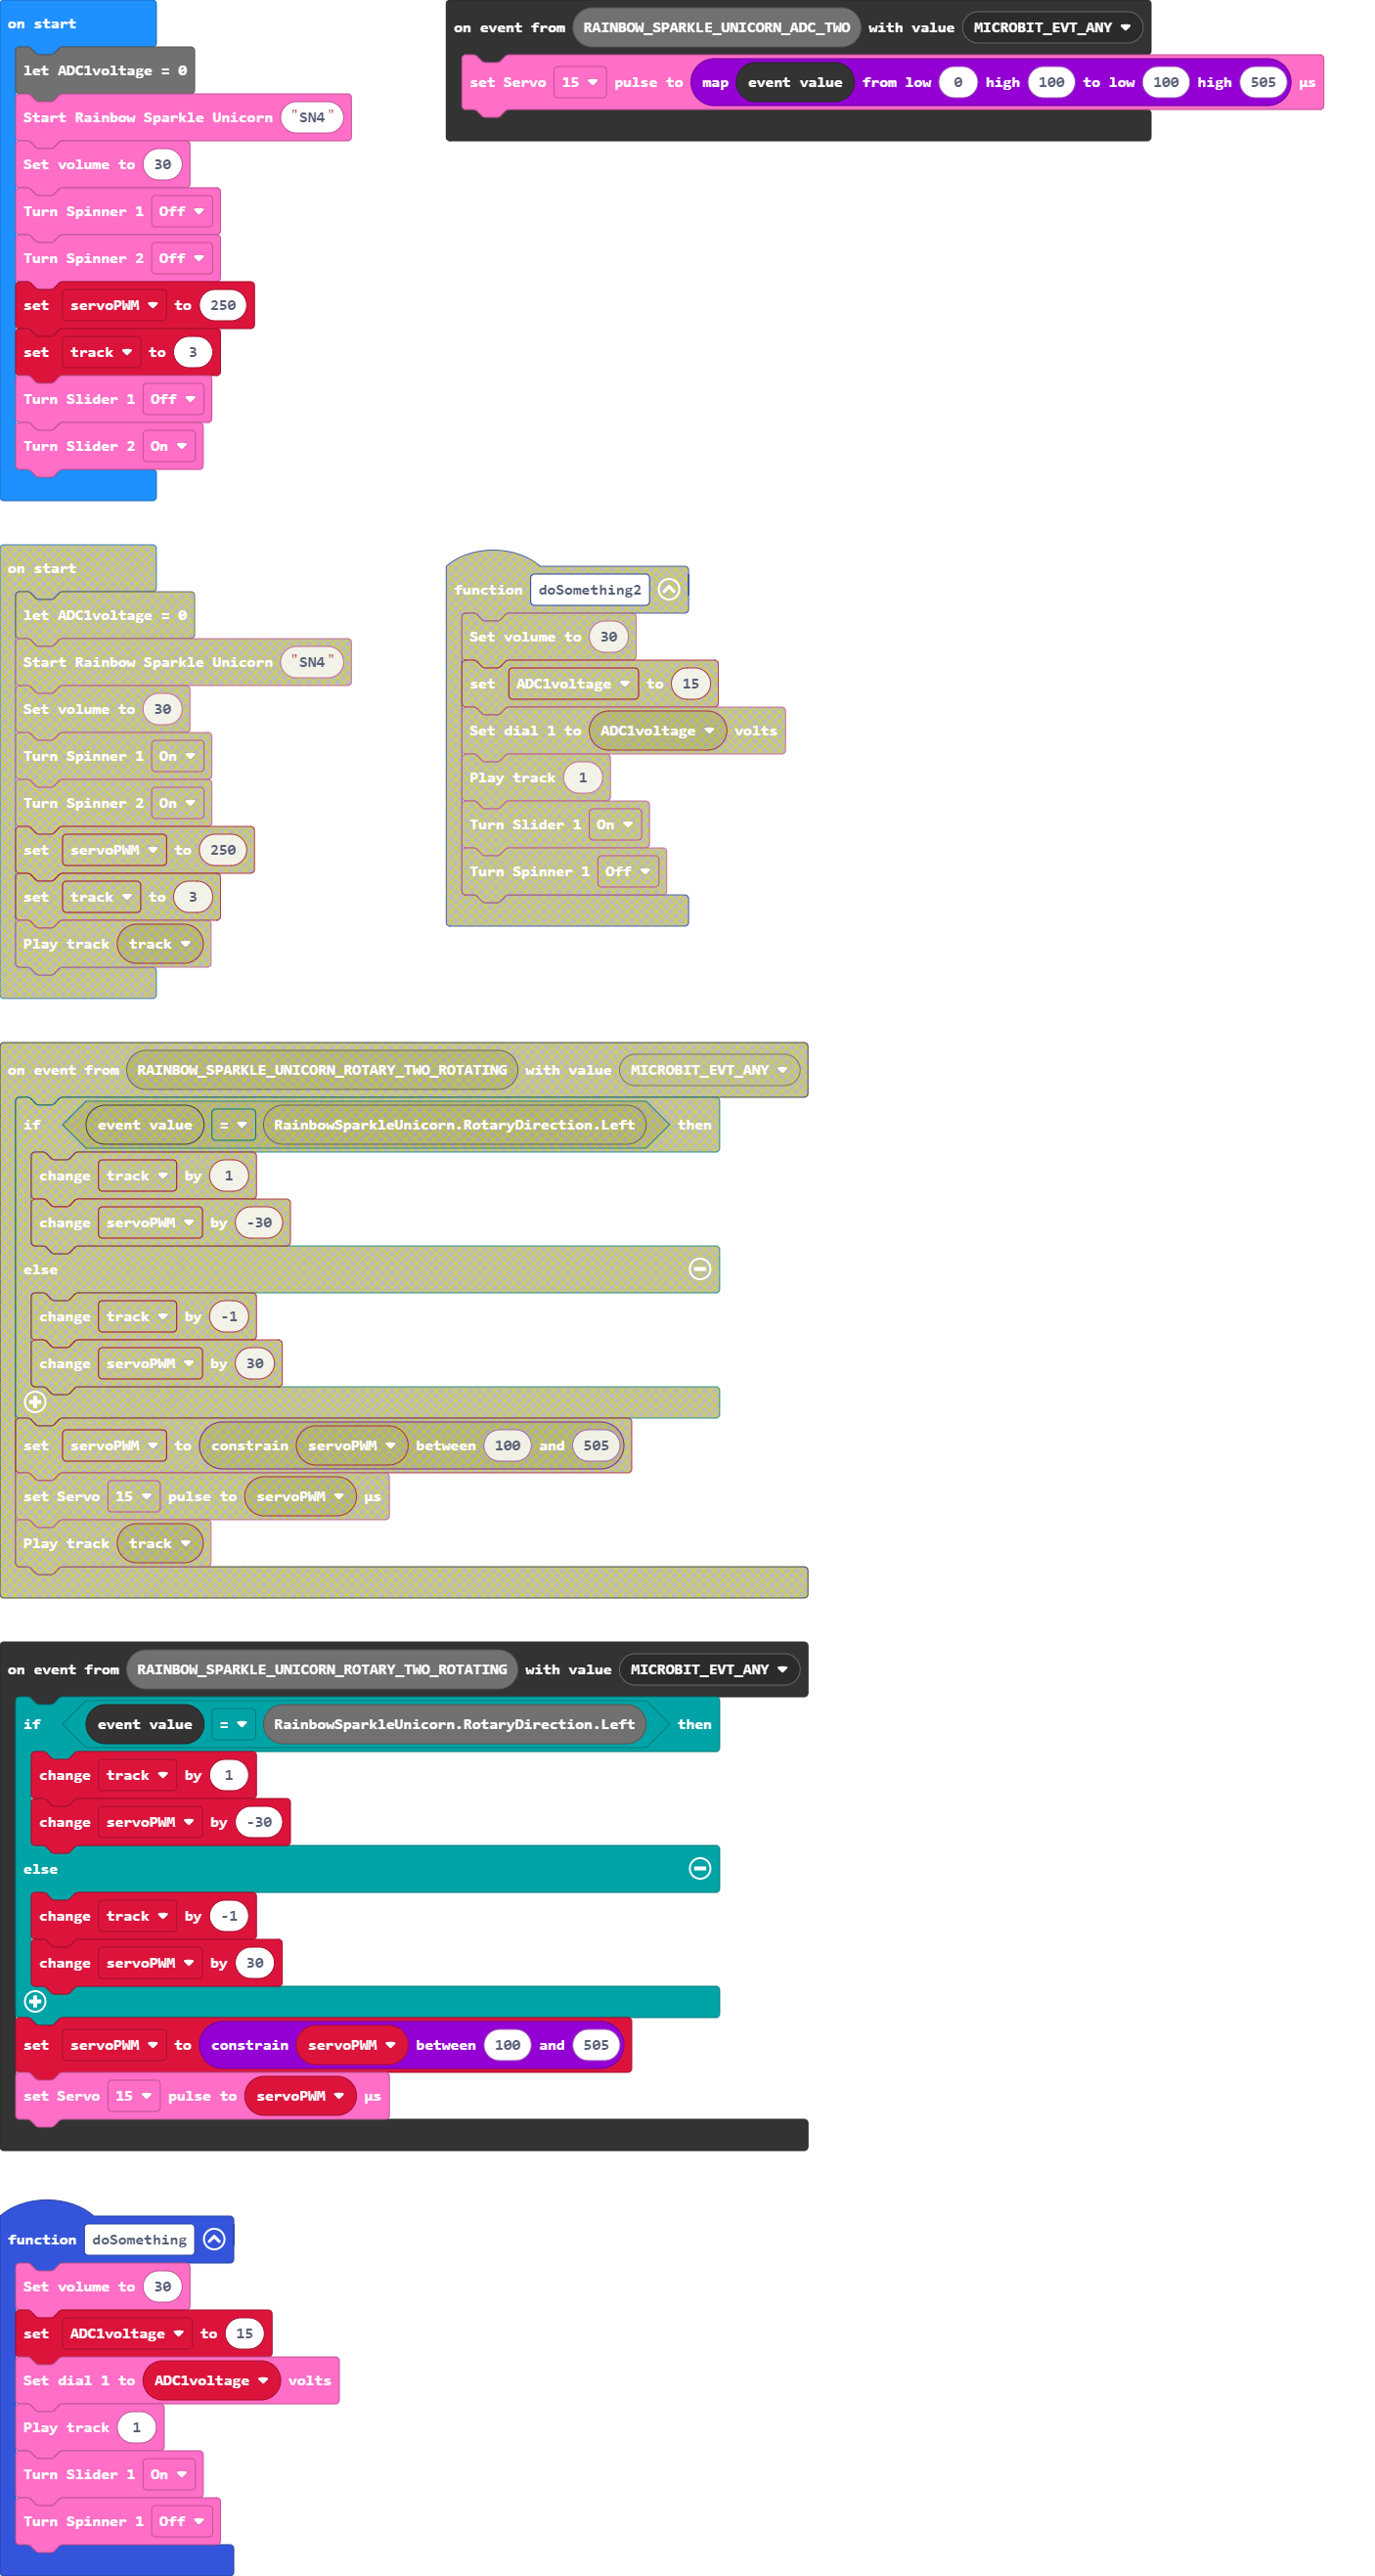 on start
let ADC1voltage = 0
Start Rainbow Sparkle Unicorn "SN4"
Set volume to 30
Turn Spinner 1 Off
Turn Spinner 2 Off
set servoPWM to 250
set track to 3
Turn Slider 1 Off
Turn Slider 2 On
on event from RAINBOW_SPARKLE_UNICORN_ADC_TWO with value MICROBIT_EVT_ANY
set Servo 15 pulse to map event value from low 0 high 100 to low 100 high 505 µs
on start
let ADC1voltage = 0
Start Rainbow Sparkle Unicorn "SN4"
Set volume to 30
Turn Spinner 1 On
Turn Spinner 2 On
set servoPWM to 250
set track to 3
Play track track
function doSomething2
Set volume to 30
set ADC1voltage to 15
Set dial 1 to ADC1voltage volts
Play track 1
Turn Slider 1 On
Turn Spinner 1 Off
on event from RAINBOW_SPARKLE_UNICORN_ROTARY_TWO_ROTATING with value MICROBIT_EVT_ANY
if event value = RainbowSparkleUnicorn.RotaryDirection.Left then
change track by 1
change servoPWM by -30
else
change track by -1
change servoPWM by 30
set servoPWM to constrain servoPWM between 100 and 505
set Servo 15 pulse to servoPWM µs
Play track track
on event from RAINBOW_SPARKLE_UNICORN_ROTARY_TWO_ROTATING with value MICROBIT_EVT_ANY
if event value = RainbowSparkleUnicorn.RotaryDirection.Left then
change track by 1
change servoPWM by -30
else
change track by -1
change servoPWM by 30
set servoPWM to constrain servoPWM between 100 and 505
set Servo 15 pulse to servoPWM µs
function doSomething
Set volume to 30
set ADC1voltage to 15
Set dial 1 to ADC1voltage volts
Play track 1
Turn Slider 1 On
Turn Spinner 1 Off